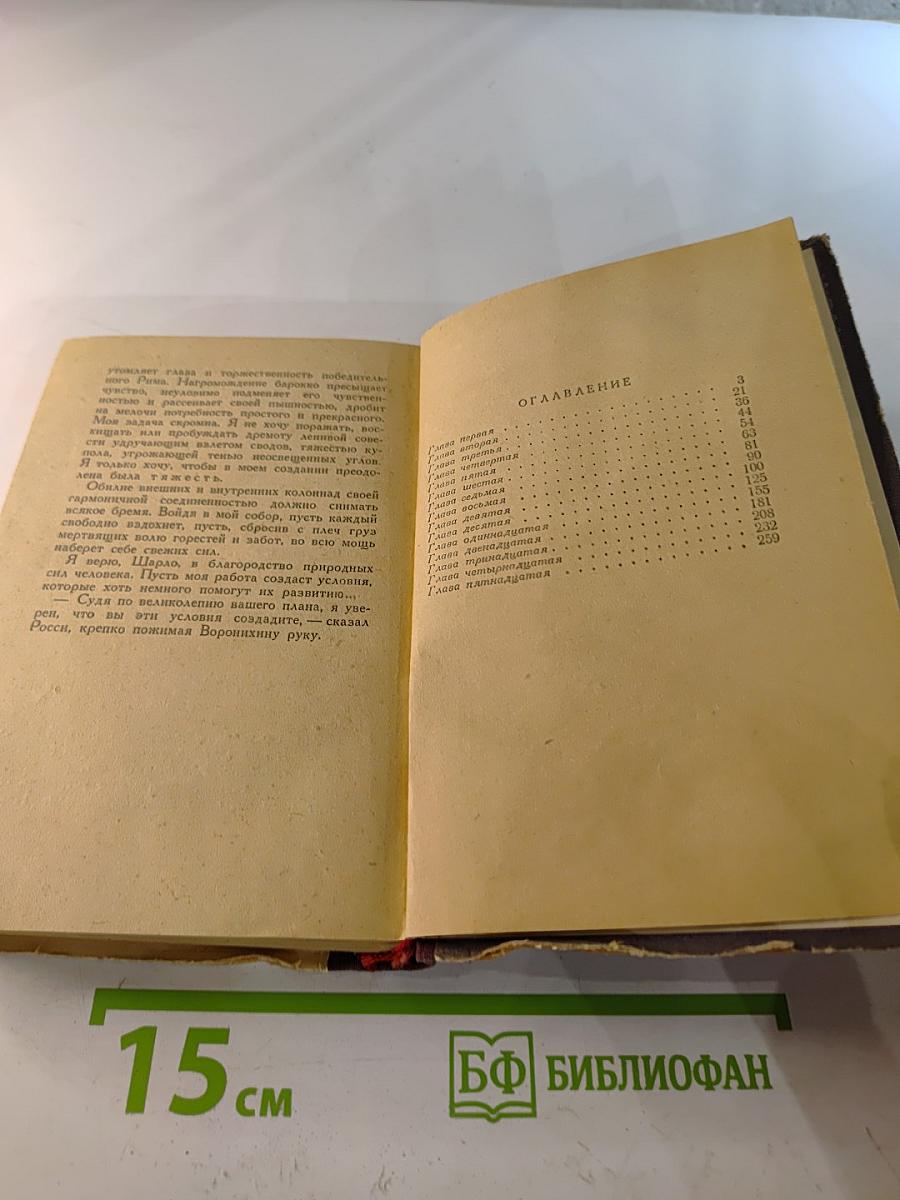 утомляет глава и торжественность победитель-
ного Рима. Нагромождение барокко пресыщает
чувство, неуловимо подменяет его чувствен-
ностью и рассеивает своей пышностью, дробит
на мелочи потребность простого и прекрасного.
Моя задача скромна. Я не хочу поражать, вос-
хищать или пробуждать дремоту ленивой сове-
сти удручающим взлетом сводов, тяжестью ку-
пола, угрожающей тенью неосвещенных углов.
Я только хочу, чтобы в моем создании преодо-
лена была тяжесть.
Обилие внешних и внутренних колоннад своей
гармоничной соединенностью должно снимать
всякое бремя. Войдя в мой собор, пусть каждый
свободно вздохнет, пусть, сбросив с плеч груз
мертвящих волю горестей и забот, во всю мощь
наберет себе свежих сил.
Я верю, Шарло, в благородство природных
сил человека. Пусть моя работа создаст условия,
которые хоть немного помогут их развитию...
— Судя по великолепию вашего плана, я уве-
рен, что вы эти условия создадите, — сказал
Росси, крепко пожимая Воронихину руку.
ОГЛАВЛЕНИЕ
Глава первая 3
Глава вторая 21
Глава третья 36
Глава четвертая 44
Глава пятая 54
Глава шестая 63
Глава седьмая 81
Глава восьмая 90
Глава девятая 100
Глава десятая 125
Глава одиннадцатая 155
Глава двенадцатая 181
Глава тринадцатая 208
Глава четырнадцатая 232
Глава пятнадцатая 259
15 см
БФ БИБЛИОФАН